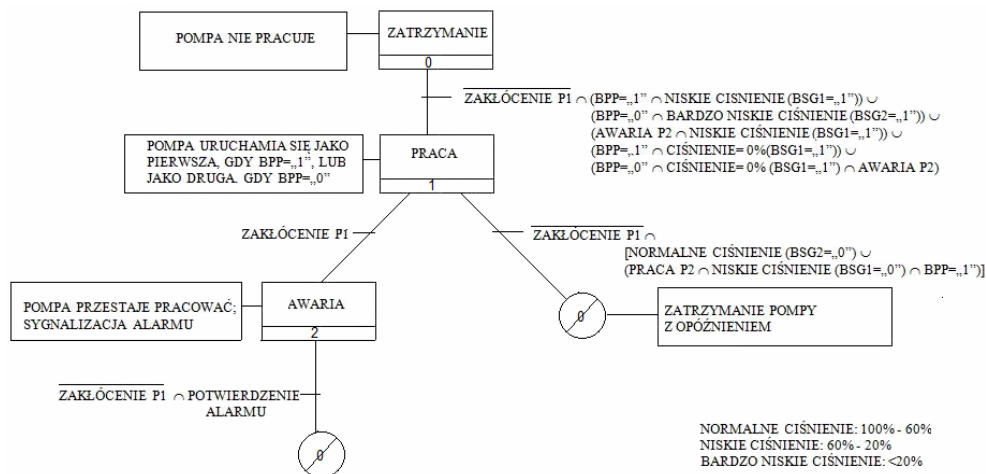 POMPA NIE PRACUJE
ZATRZYMANIE
0
ZAKŁÓCENIE P1 ∩ (BPP=„1” ∩ NISKIE CISNIENIE (BSG1=„1”)) ∪
(BPP=„0” ∩ BARDZO NISKIE CIŚNIENIE (BSG2=„1”)) ∪
(AWARIA P2 ∩ NISKIE CIŚNIENIE (BSG1=„1”)) ∪
(BPP=„1” ∩ CIŚNIENIE= 0%(BSG1=„1”)) ∪
(BPP=„0” ∩ CIŚNIENIE= 0% (BSG1=„1”) ∩ AWARIA P2)
POMPA URUCHAMIA SIĘ JAKO
PIERWSZA, GDY BPP=„1”, LUB
JAKO DRUGA. GDY BPP=„0”
PRACA
1
ZAKŁÓCENIE P1
ZAKŁÓCENIE P1 ∩
[NORMALNE CIŚNIENIE (BSG2=„0”) ∪
(PRACA P2 ∩ NISKIE CIŚNIENIE (BSG1=„0”) ∩ BPP=„1”)]
POMPA PRZESTAJE PRACOWAĆ;
SYGNALIZACJA ALARMU
AWARIA
2
0
ZATRZYMANIE POMPY
Z OPÓŹNIENIEM
ZAKŁÓCENIE P1 ∩ POTWIERDZENIE
ALARMU
0
NORMALNE CIŚNIENIE: 100% - 60%
NISKIE CIŚNIENIE: 60% - 20%
BARDZO NISKIE CIŚNIENIE: <20%